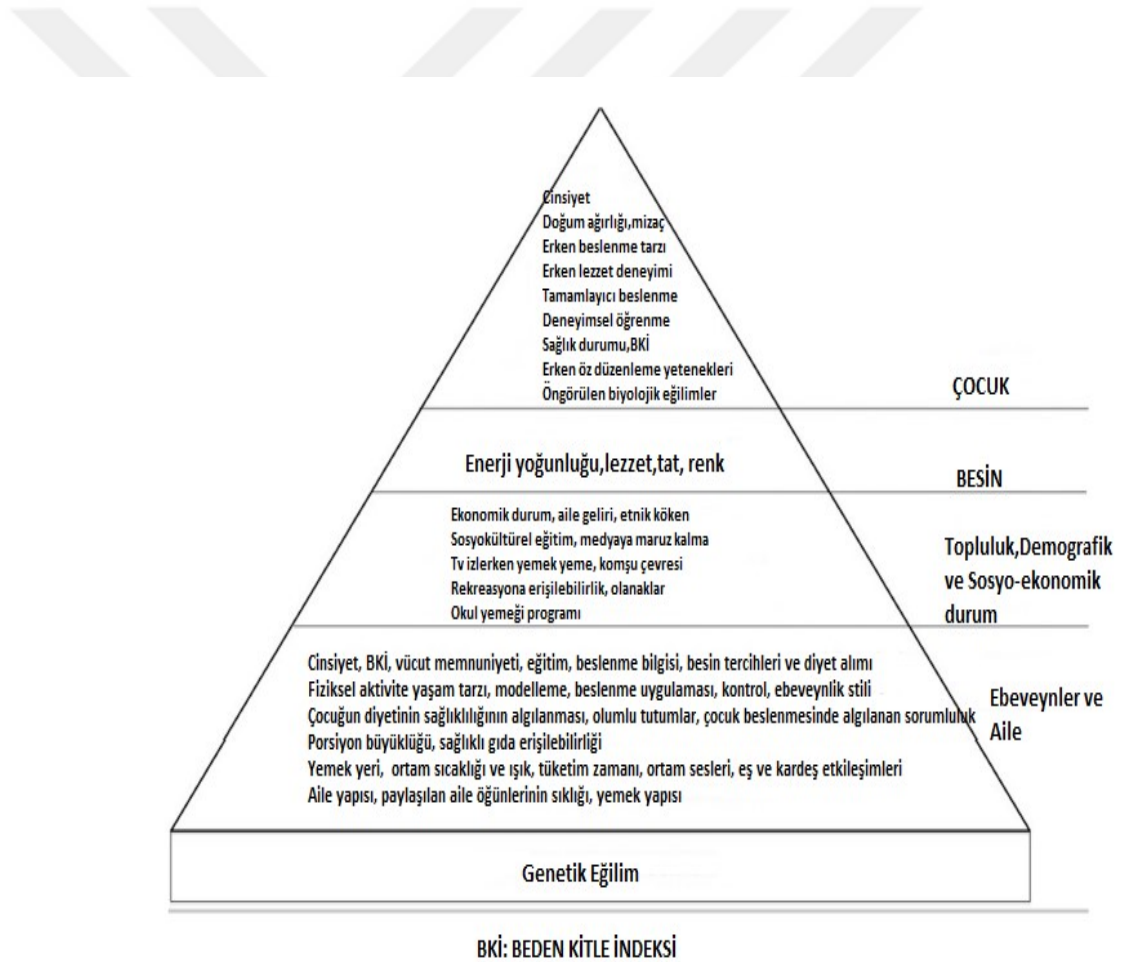 Cinsiyet
Doğum ağırlığı,mizaç
Erken beslenme tarzı
Erken lezzet deneyimi
Tamamlayıcı beslenme
Deneyimsel öğrenme
Sağlık durumu,BKİ
Erken öz düzenleme yetenekleri
Öngörülen biyolojik eğilimler
ÇOCUK
Enerji yoğunluğu,lezzet,tat, renk
BESİN
Ekonomik durum, aile geliri, etnik köken
Sosyokültürel eğitim, medyaya maruz kalma
Tv izlerken yemek yeme, komşu çevresi
Rekreasyona erişilebilirlik, olanaklar
Okul yemeği programı
Topluluk,Demografik
ve Sosyo-ekonomik
durum
Cinsiyet, BKİ, vücut memnuniyeti, eğitim, beslenme bilgisi, besin tercihleri ve diyet alımı
Fiziksel aktivite yaşam tarzı, modelleme, beslenme uygulaması, kontrol, ebeveynlik stili
Çocuğun diyetinin sağlıklılığının algılanması, olumlu tutumlar, çocuk beslenmesinde algılanan sorumluluk
Porsiyon büyüklüğü, sağlıklı gıda erişilebilirliği
Yemek yeri, ortam sıcaklığı ve ışık, tüketim zamanı, ortam sesleri, eş ve kardeş etkileşimleri
Aile yapısı, paylaşılan aile öğünlerinin sıklığı, yemek yapısı
Ebeveynler ve
Aile
Genetik Eğilim
BKİ: BEDEN KİTLE İNDEKSİ